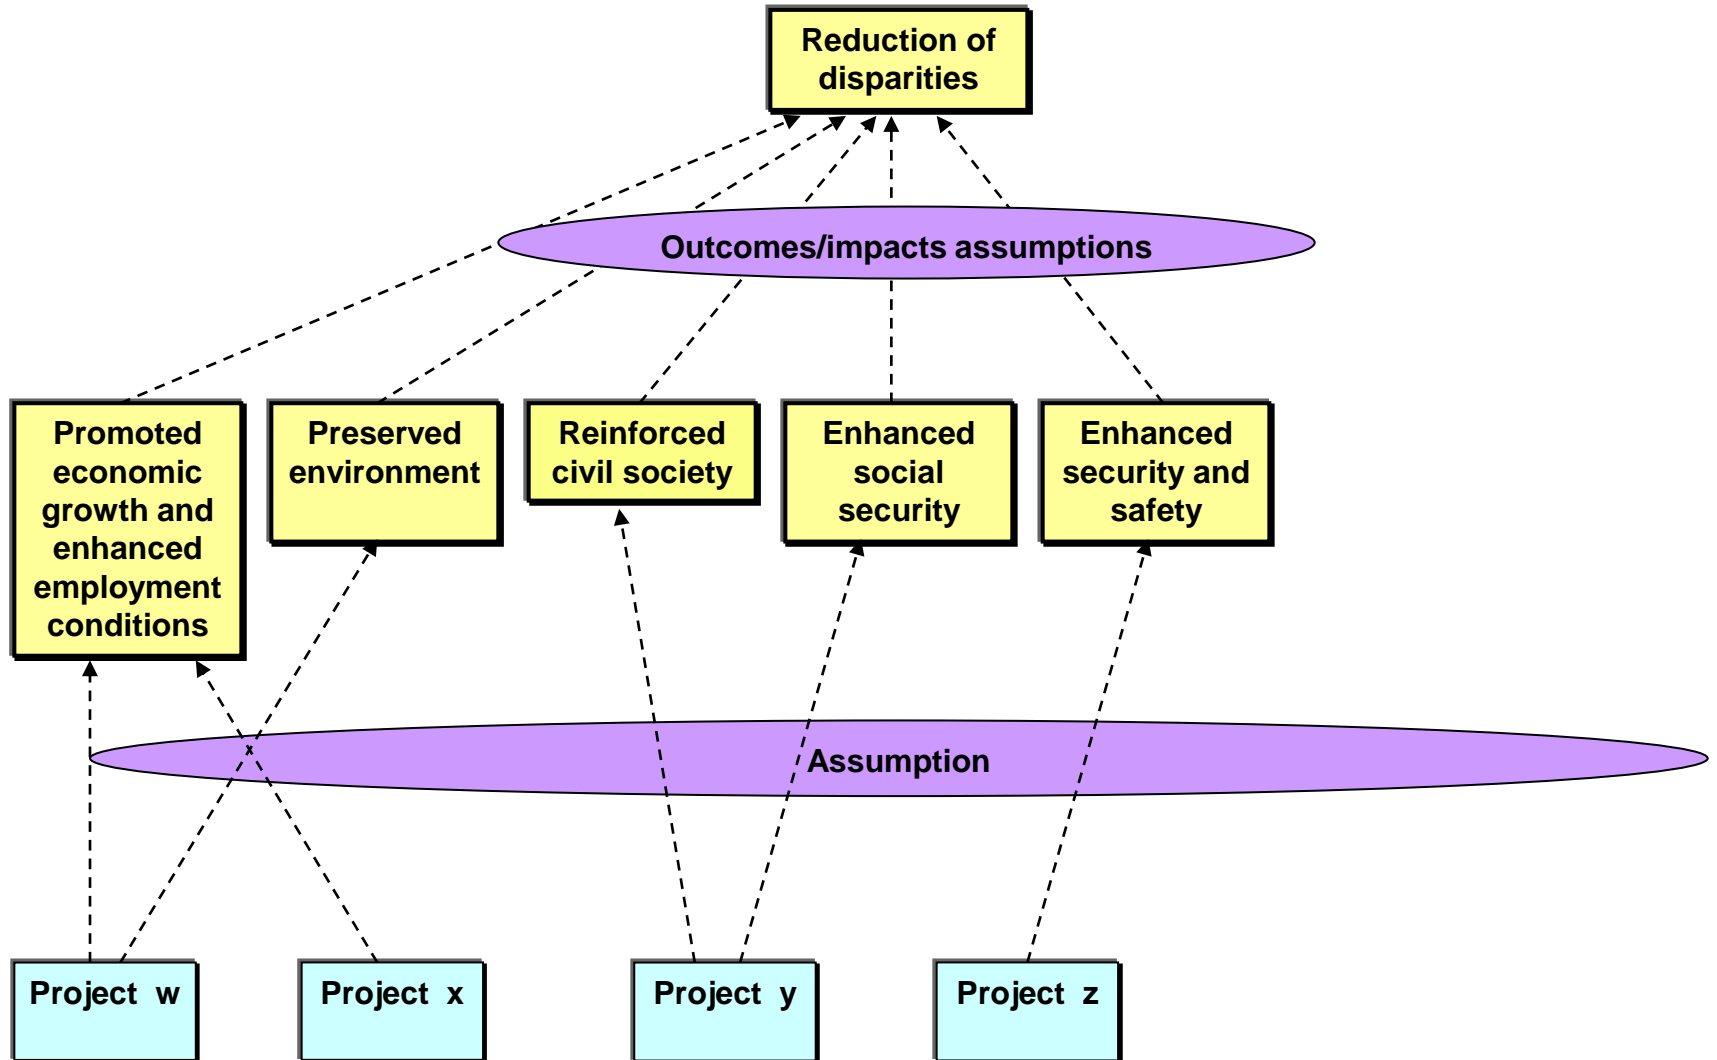 Reduction of
disparities
Outcomes/impacts assumptions
Promoted
economic
growth and
enhanced
employment
conditions
Preserved
environment
Reinforced
civil society
Enhanced
social
security
Enhanced
security and
safety
Assumption
Project w
Project x
Project y
Project z